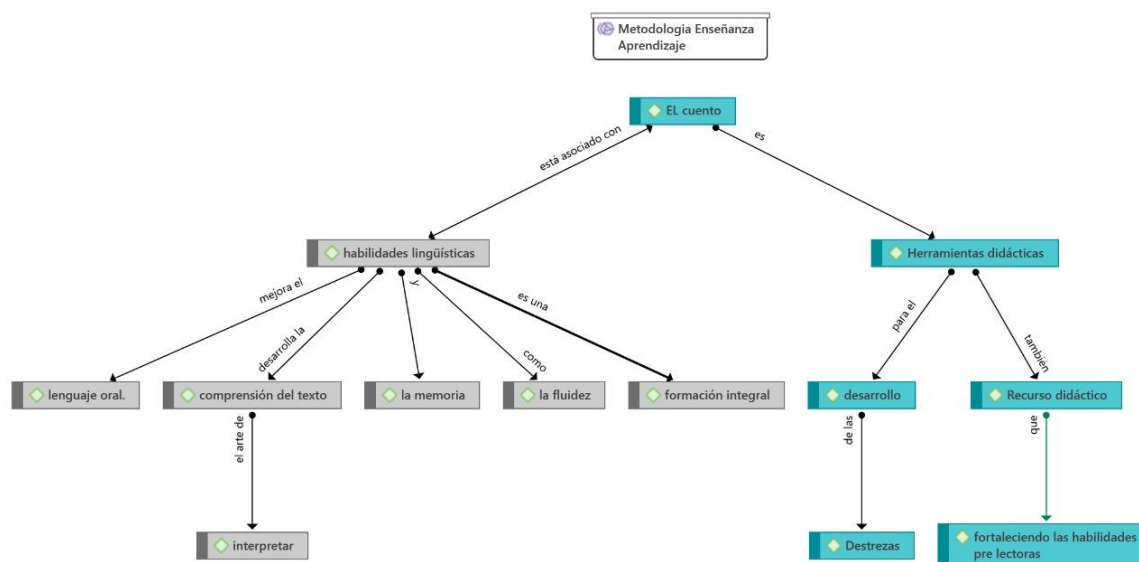 Metodologia Enseñanza
Aprendizaje
EL cuento
está asociado con
es
habilidades lingüísticas
Herramientas didácticas
mejora el
desarrolla la
y
como
es una
para el
también
lenguaje oral.
comprensión del texto
la memoria
la fluidez
formación integral
desarrollo
Recurso didáctico
el arte de
de las
que
interpretar
Destrezas
fortaleciendo las habilidades
pre lectoras